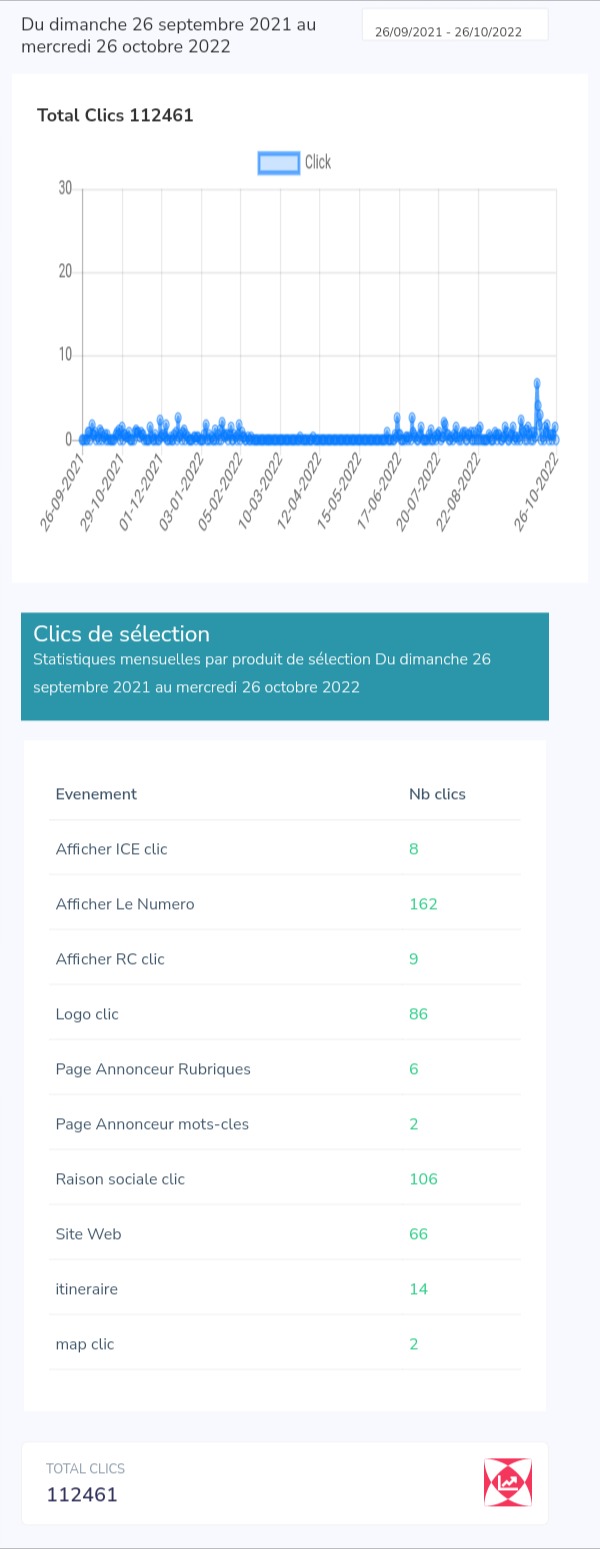 Du dimanche 26 septembre 2021 au
mercredi 26 octobre 2022
26/09/2021 - 26/10/2022
Total Clics 112461
Click
30
20
10
0
26-09-2021
29-10-2021
01-12-2021
03-01-2022
05-02-2022
10-03-2022
12-04-2022
15-05-2022
17-06-2022
20-07-2022
22-08-2022
26-10-2022
Clics de sélection
Statistiques mensuelles par produit de sélection Du dimanche 26
septembre 2021 au mercredi 26 octobre 2022
Evenement Nb clics
Afficher ICE clic 8
Afficher Le Numero 162
Afficher RC clic 9
Logo clic 86
Page Annonceur Rubriques 6
Page Annonceur mots-cles 2
Raison sociale clic 106
Site Web 66
itineraire 14
map clic 2
TOTAL CLICS
112461